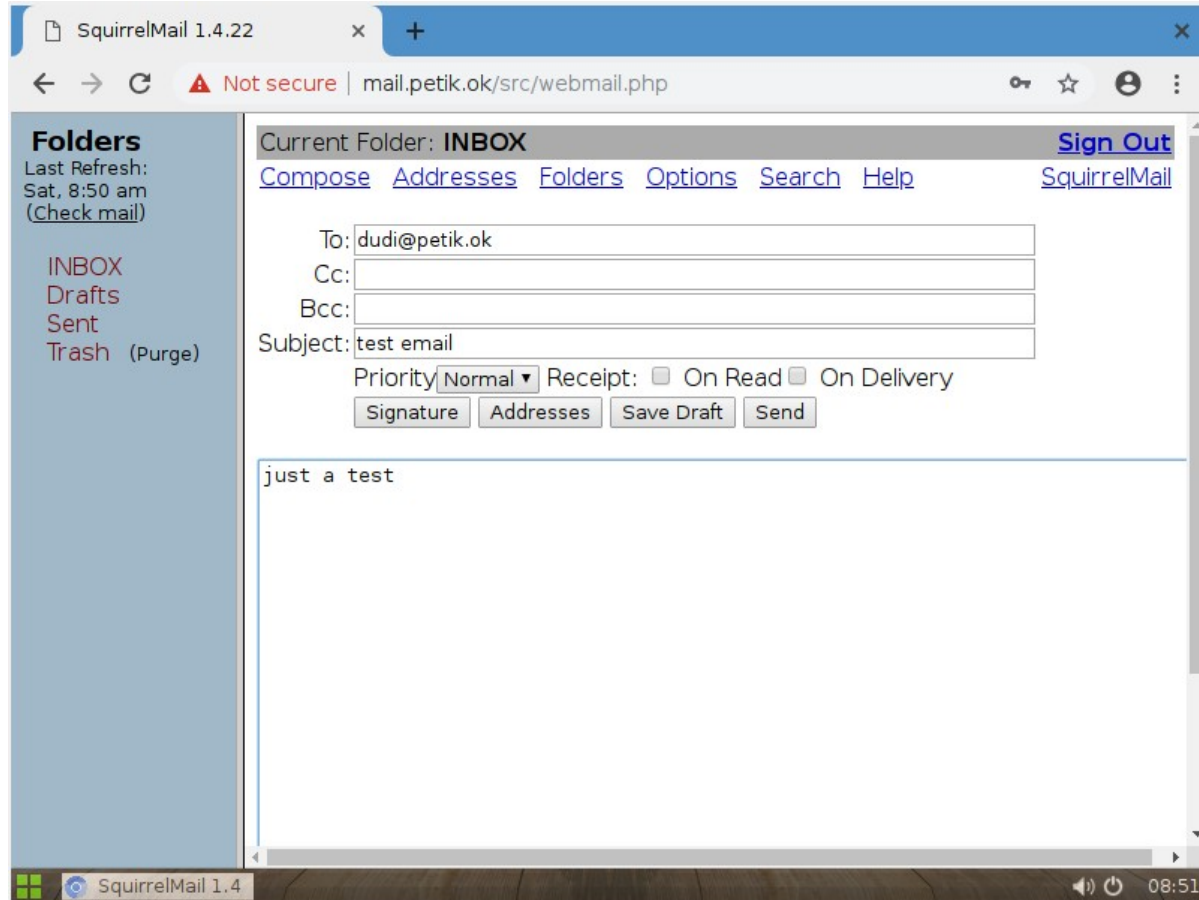 SquirrelMail 1.4.22
Not secure | mail.petik.ok/src/webmail.php
Folders
Last Refresh:
Sat, 8:50 am
(Check mail)
INBOX
Drafts
Sent
Trash (Purge)
Current Folder: INBOX Sign Out
Compose Addresses Folders Options Search Help SquirrelMail
To: dudi@petik.ok
Cc:
Bcc:
Subject: test email
Priority Normal Receipt: On Read On Delivery
Signature Addresses Save Draft Send
just a test
SquirrelMail 1.4 08:51